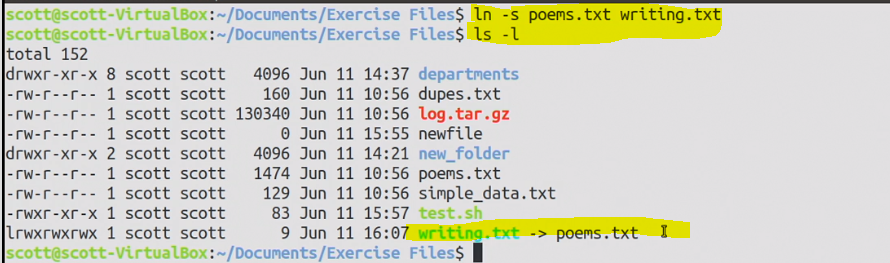 scott@scott-VirtualBox:~/Documents/Exercise Files$ ln -s poems.txt writing.txt
scott@scott-VirtualBox:~/Documents/Exercise Files$ ls -l
total 152
drwxr-xr-x 8 scott scott 4096 Jun 11 14:37 departments
-rw-r--r-- 1 scott scott 160 Jun 11 10:56 dupes.txt
-rw-r--r-- 1 scott scott 130340 Jun 11 10:56 log.tar.gz
-rw-r--r-- 1 scott scott 0 Jun 11 15:55 newfile
drwxr-xr-x 2 scott scott 4096 Jun 11 14:21 new_folder
-rw-r--r-- 1 scott scott 1474 Jun 11 10:56 poems.txt
-rw-r--r-- 1 scott scott 129 Jun 11 10:56 simple_data.txt
-rwxr-xr-x 1 scott scott 83 Jun 11 15:57 test.sh
lrwxrwxrwx 1 scott scott 9 Jun 11 16:07 writing.txt -> poems.txt
scott@scott-VirtualBox:~/Documents/Exercise Files$